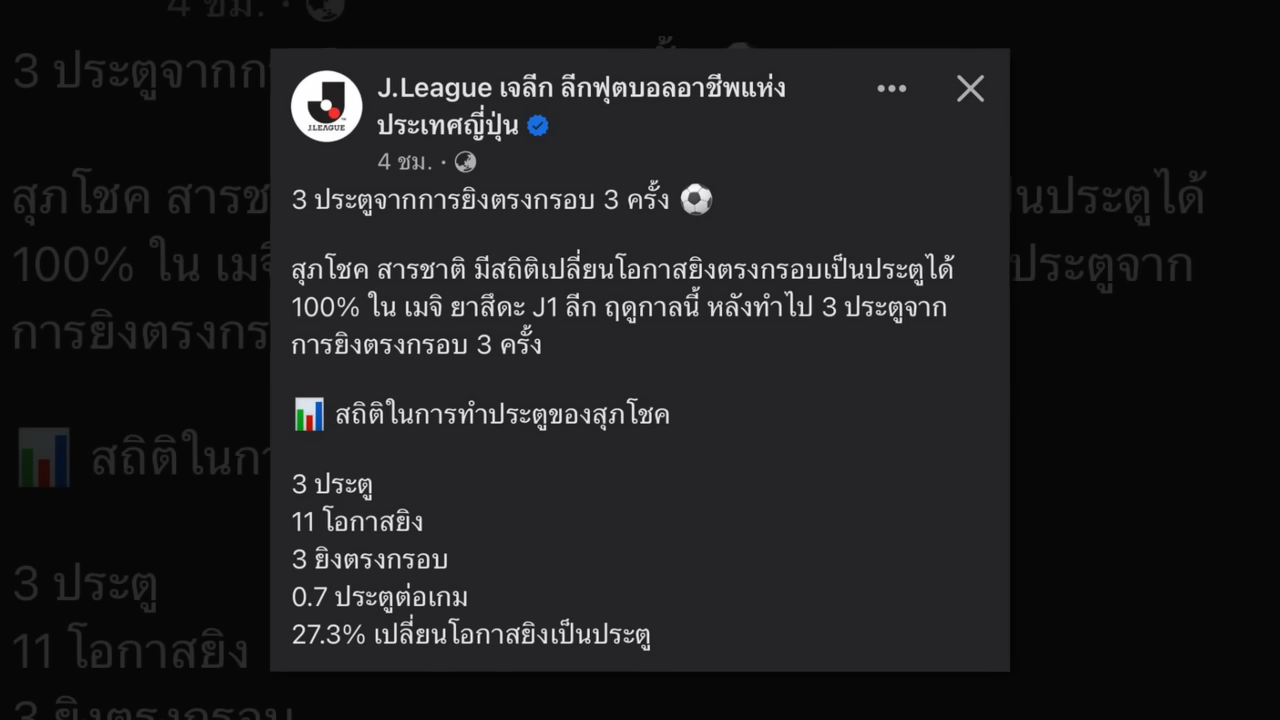 J.LEAGUE
J.League เจลีก ลีกฟุตบอลอาชีพแห่ง
ประเทศญี่ปุ่น
4 ชม. ·
3 ประตูจากการยิงตรงกรอบ 3 ครั้ง ⚽
สุภโชค สารชาติ มีสถิติเปลี่ยนโอกาสยิงตรงกรอบเป็นประตูได้
100% ใน เมจิ ยาสึดะ J1 ลีก ฤดูกาลนี้ หลังทำไป 3 ประตูจาก
การยิงตรงกรอบ 3 ครั้ง
📊 สถิติในการทำประตูของสุภโชค
3 ประตู
11 โอกาสยิง
3 ยิงตรงกรอบ
0.7 ประตูต่อเกม
27.3% เปลี่ยนโอกาสยิงเป็นประตู